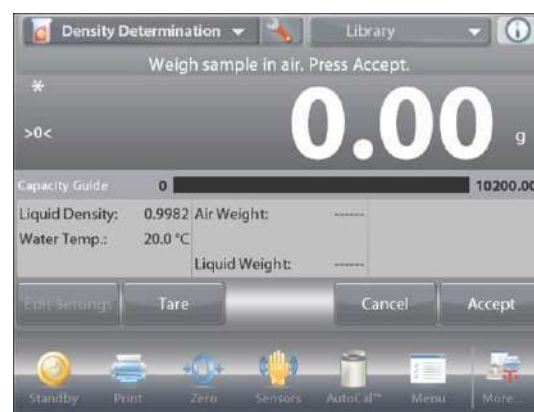 Density Determination Library
Weigh sample in air. Press Accept.
*
>0<
0.00 g
Capacity Guide 0 10200.00
Liquid Density: 0.9982 Air Weight: ------
Water Temp.: 20.0 °C
Liquid Weight: ------
Edit Settings Tare Cancel Accept
Standby Print Zero Sensors AutoCal™ Menu More...